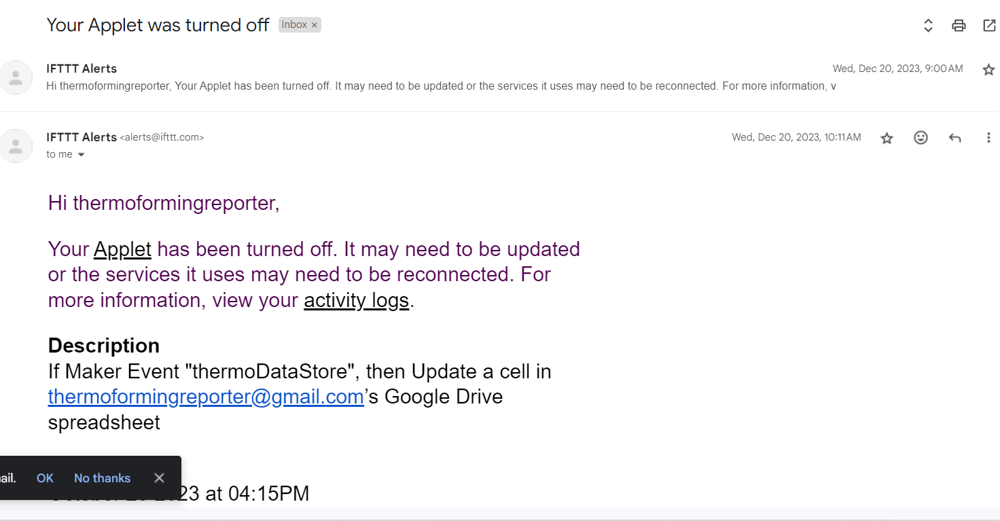 Your Applet was turned off Inbox ×
IFTTT Alerts Wed, Dec 20, 2023, 9:00 AM
Hi thermoformingreporter, Your Applet has been turned off. It may need to be updated or the services it uses may need to be reconnected. For more information, v
IFTTT Alerts <alerts@ifttt.com> Wed, Dec 20, 2023, 10:11 AM
to me
Hi thermoformingreporter,
Your Applet has been turned off. It may need to be updated
or the services it uses may need to be reconnected. For
more information, view your activity logs.
Description
If Maker Event "thermoDataStore", then Update a cell in
thermoformingreporter@gmail.com’s Google Drive
spreadsheet
ail. OK No thanks
23 at 04:15PM